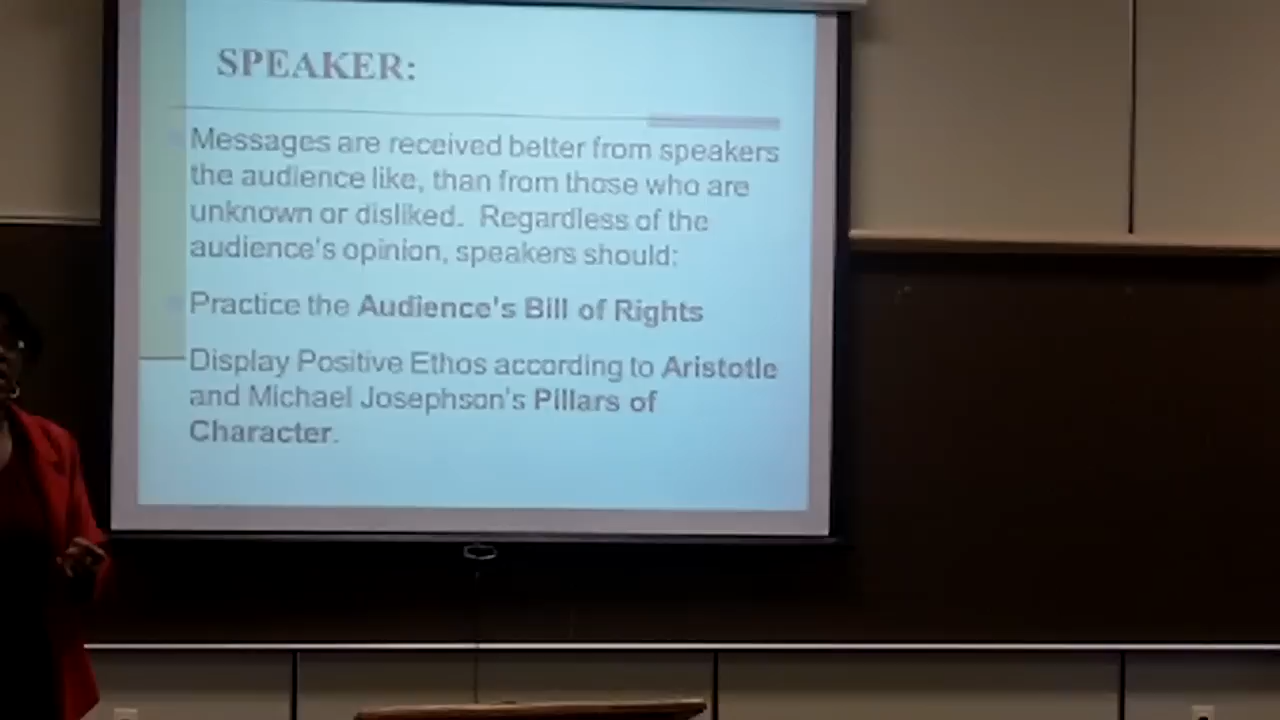 SPEAKER:
Messages are received better from speakers
the audience like, than from those who are
unknown or disliked. Regardless of the
audience's opinion, speakers should:
Practice the Audience's Bill of Rights
Display Positive Ethos according to Aristotle
and Michael Josephson's Pillars of
Character.